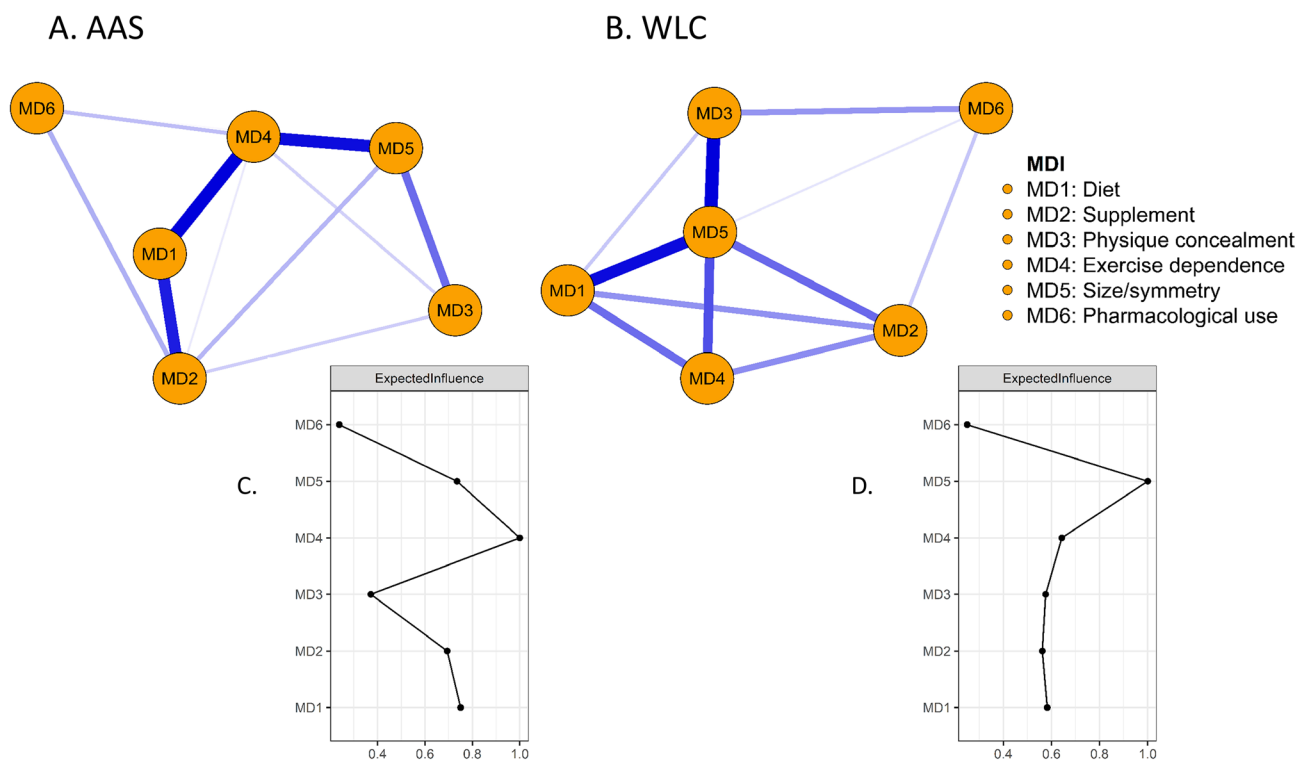 A. AAS
B. WLC
MD6
MD4
MD5
MD1
MD3
MD2
MD3
MD6
MD5
MD1
MD2
MD4
MDI
MD1: Diet
MD2: Supplement
MD3: Physique concealment
MD4: Exercise dependence
MD5: Size/symmetry
MD6: Pharmacological use
C.
ExpectedInfluence
MD6
MD5
MD4
MD3
MD2
MD1
0.4 0.6 0.8 1.0
D.
ExpectedInfluence
MD6
MD5
MD4
MD3
MD2
MD1
0.4 0.6 0.8 1.0